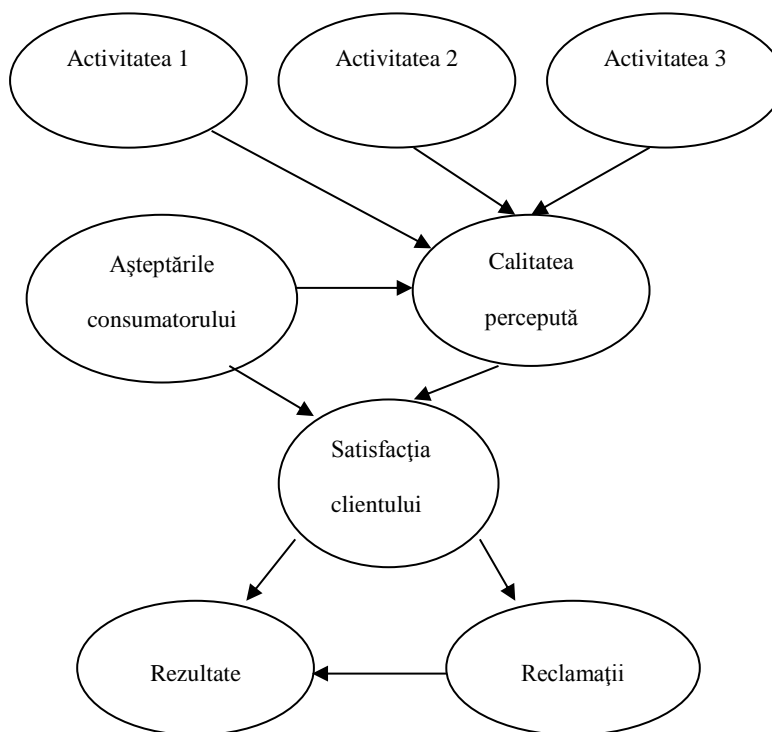 Activitatea 1
Activitatea 2
Activitatea 3
Aşteptările
consumatorului
Calitatea
percepută
Satisfacţia
clientului
Rezultate
Reclamaţii